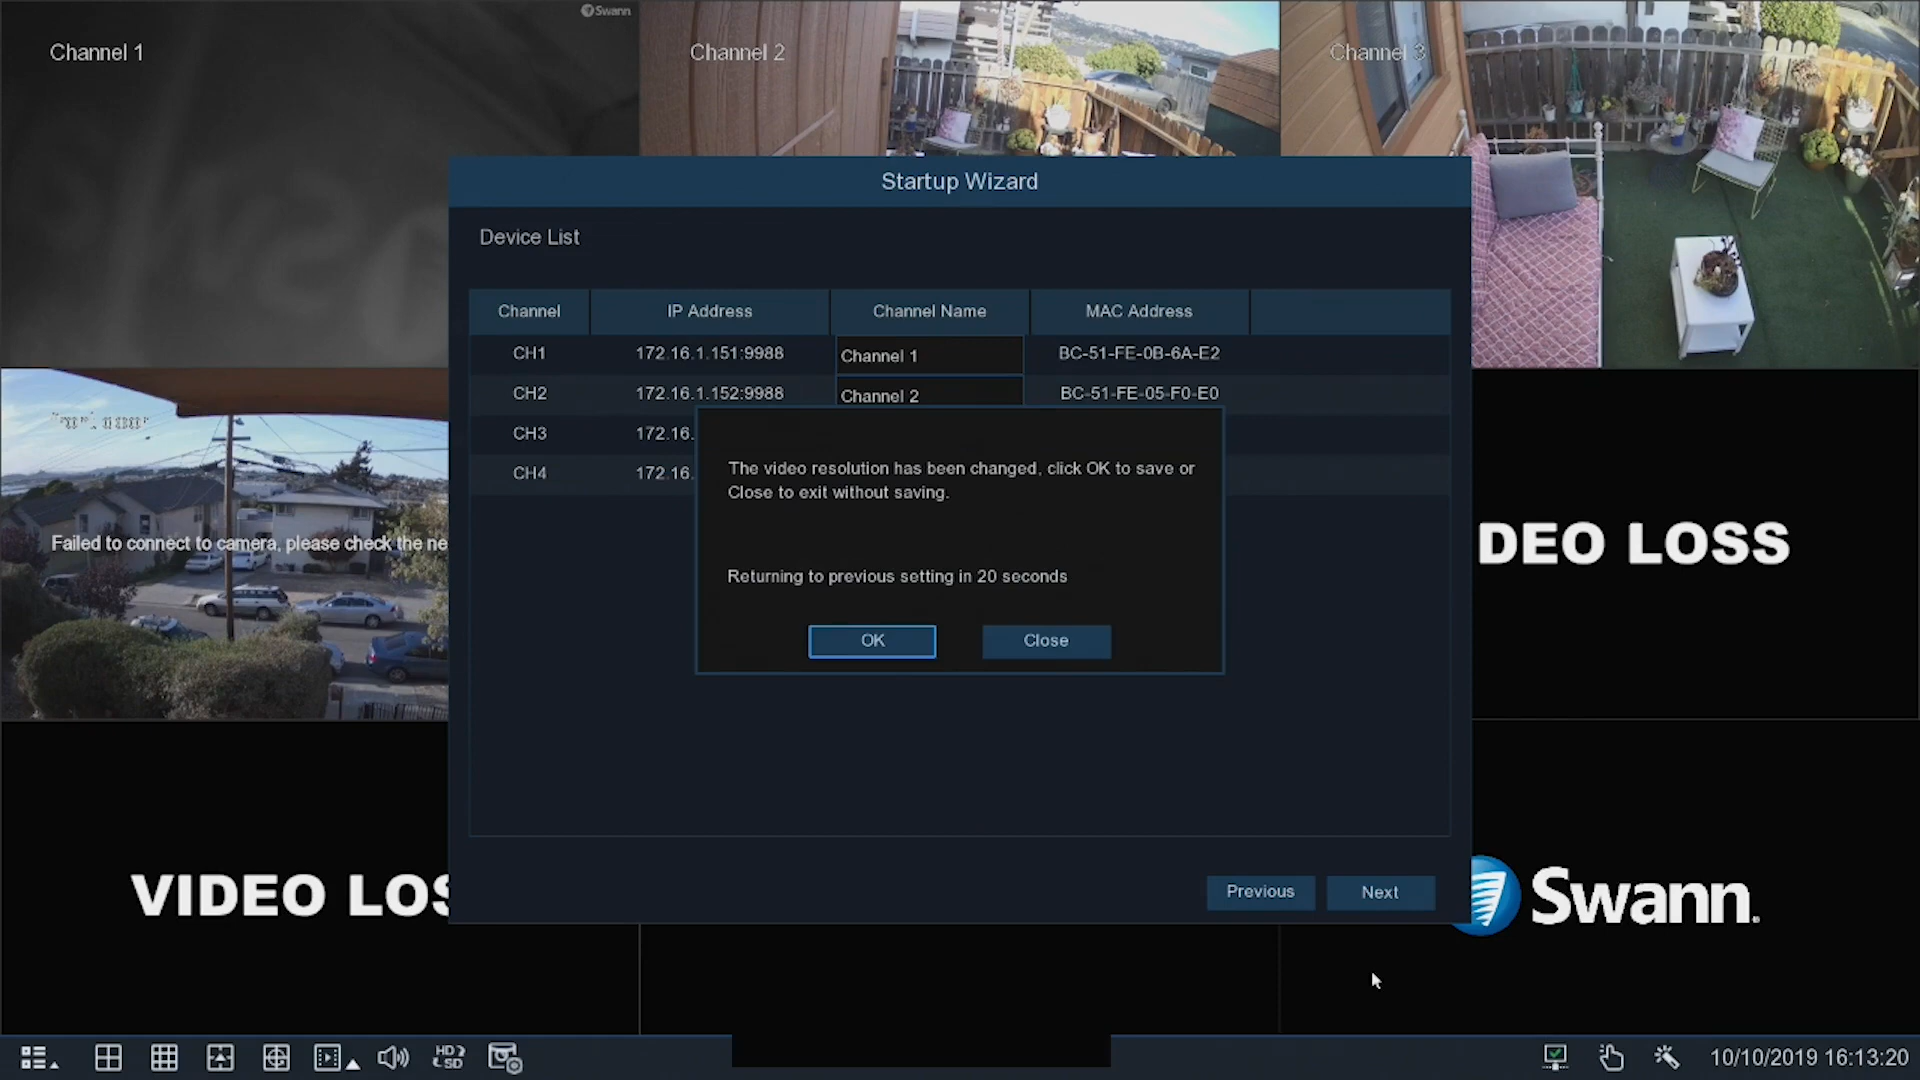 Swann
Channel 1
Channel 2
Channel 3
Startup Wizard
Device List
Channel IP Address Channel Name MAC Address
CH1 172.16.1.151:9988 Channel 1 BC-51-FE-0B-6A-E2
CH2 172.16.1.152:9988 Channel 2 BC-51-FE-05-F0-E0
CH3 172.16.
CH4 172.16.
The video resolution has been changed, click OK to save or
Close to exit without saving.
Returning to previous setting in 20 seconds
OK Close
Failed to connect to camera, please check the ne
DEO LOSS
VIDEO LOS
Previous Next
Swann
HD SD
10/10/2019 16:13:20